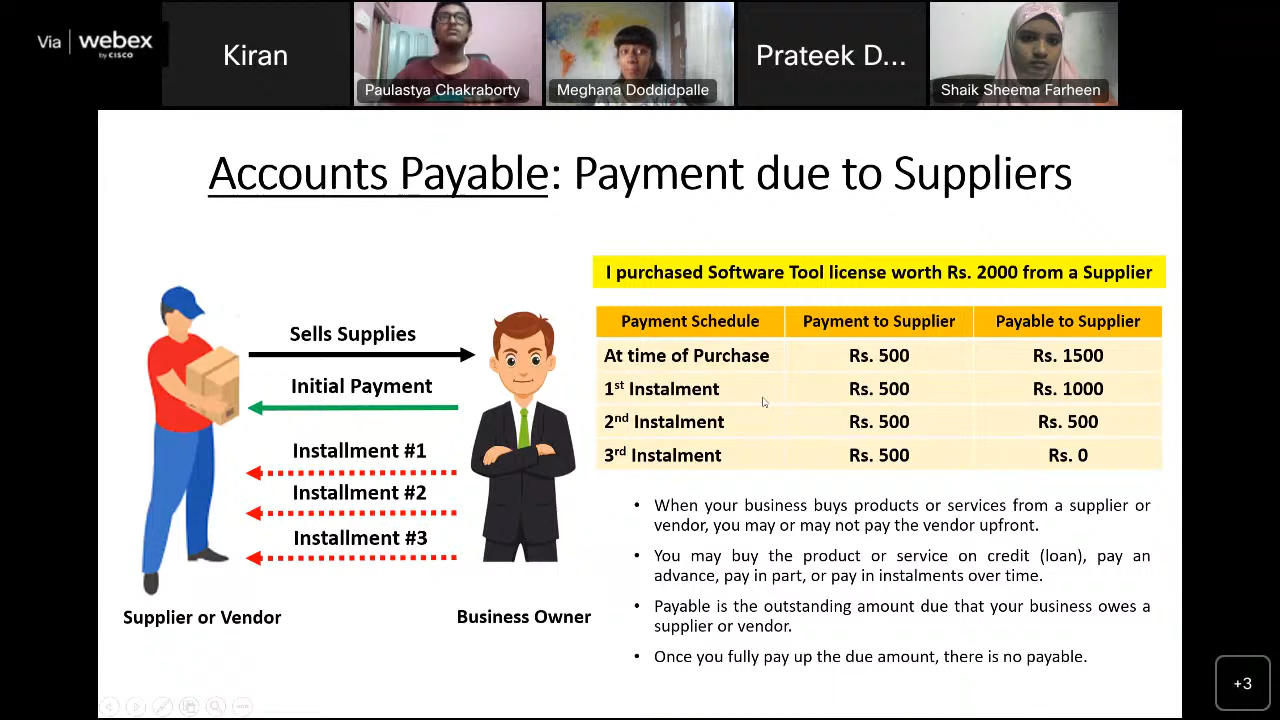 Via | webex
by CISCO
Kiran
Paulastya Chakraborty
Meghana Doddidpalle
Prateek D...
Shaik Sheema Farheen
Accounts Payable: Payment due to Suppliers
I purchased Software Tool license worth Rs. 2000 from a Supplier
Sells Supplies
Initial Payment
Installment #1
Installment #2
Installment #3
Supplier or Vendor
Business Owner
Payment Schedule Payment to Supplier Payable to Supplier
At time of Purchase Rs. 500 Rs. 1500
1st Instalment Rs. 500 Rs. 1000
2nd Instalment Rs. 500 Rs. 500
3rd Instalment Rs. 500 Rs. 0
• When your business buys products or services from a supplier or
vendor, you may or may not pay the vendor upfront.
• You may buy the product or service on credit (loan), pay an
advance, pay in part, or pay in instalments over time.
• Payable is the outstanding amount due that your business owes a
supplier or vendor.
• Once you fully pay up the due amount, there is no payable.
+3